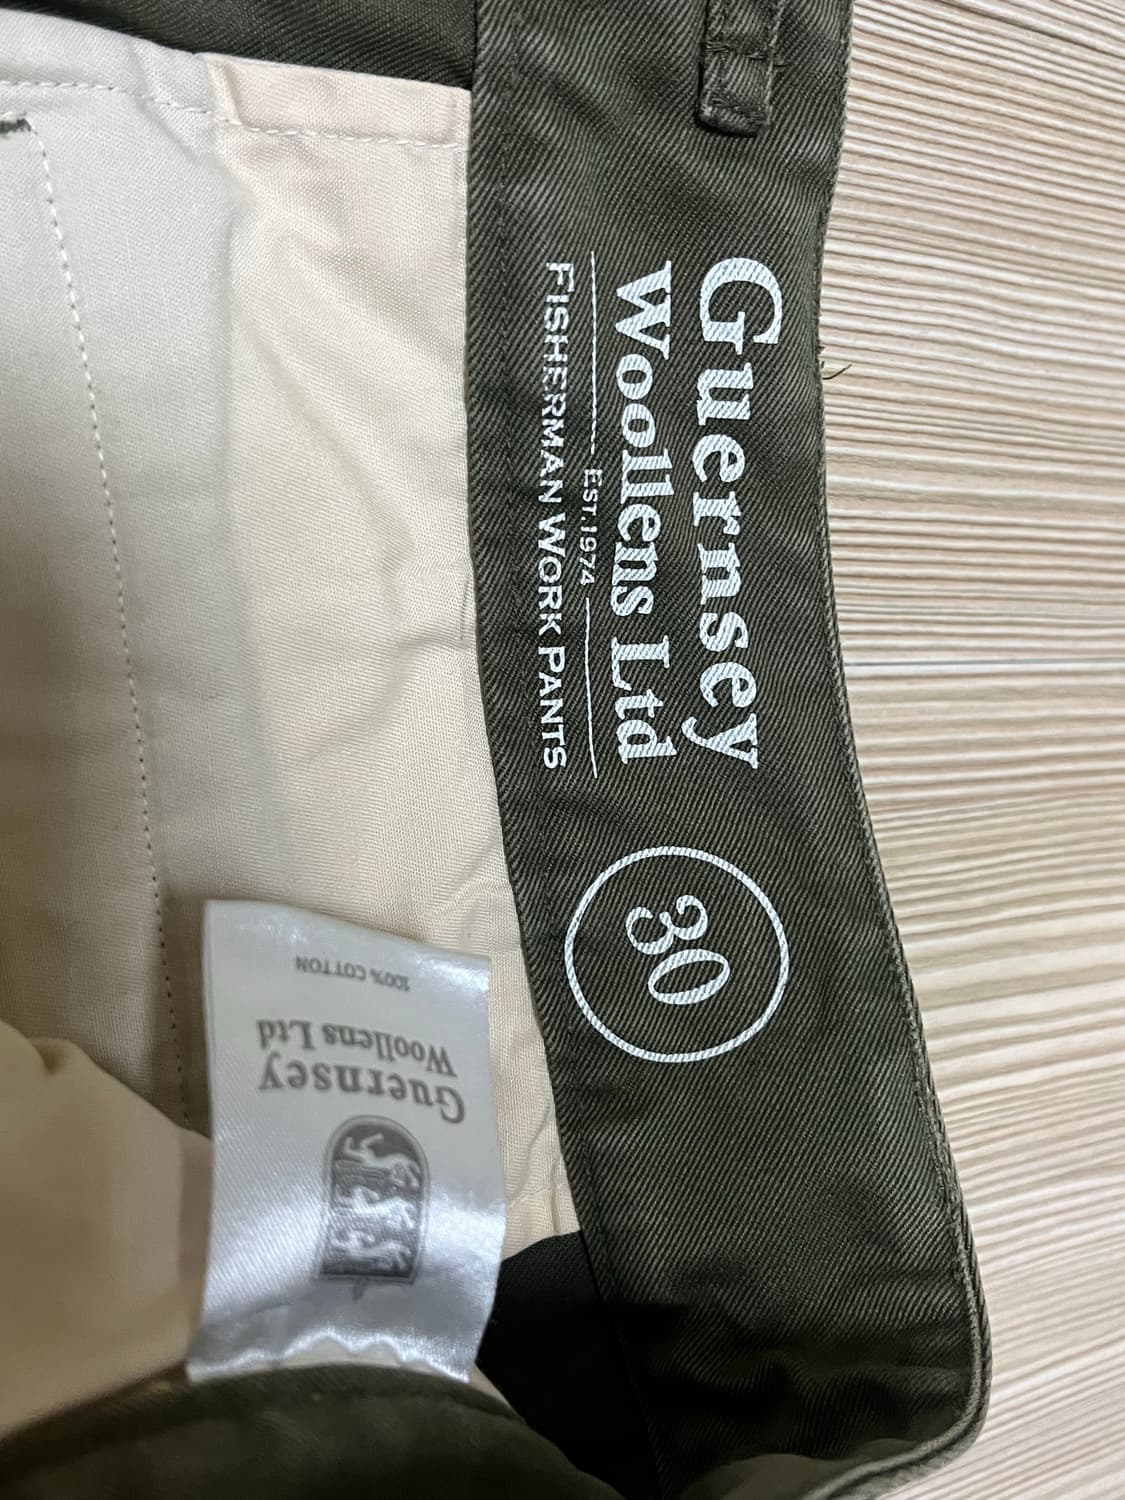 Guernsey
Woollens Ltd
EST. 1974
FISHERMAN WORK PANTS
30
Guernsey
Woollens Ltd
100% COTTON